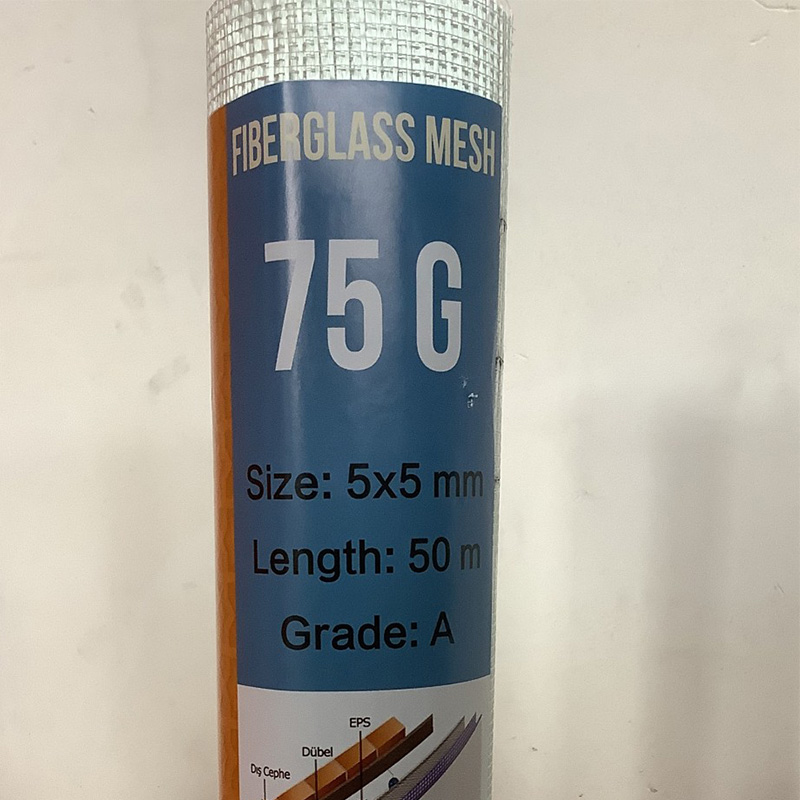 FIBERGLASS MESH
75 G
Size: 5x5 mm
Length: 50 m
Grade: A
EPS
Dübel
Dış Cephe